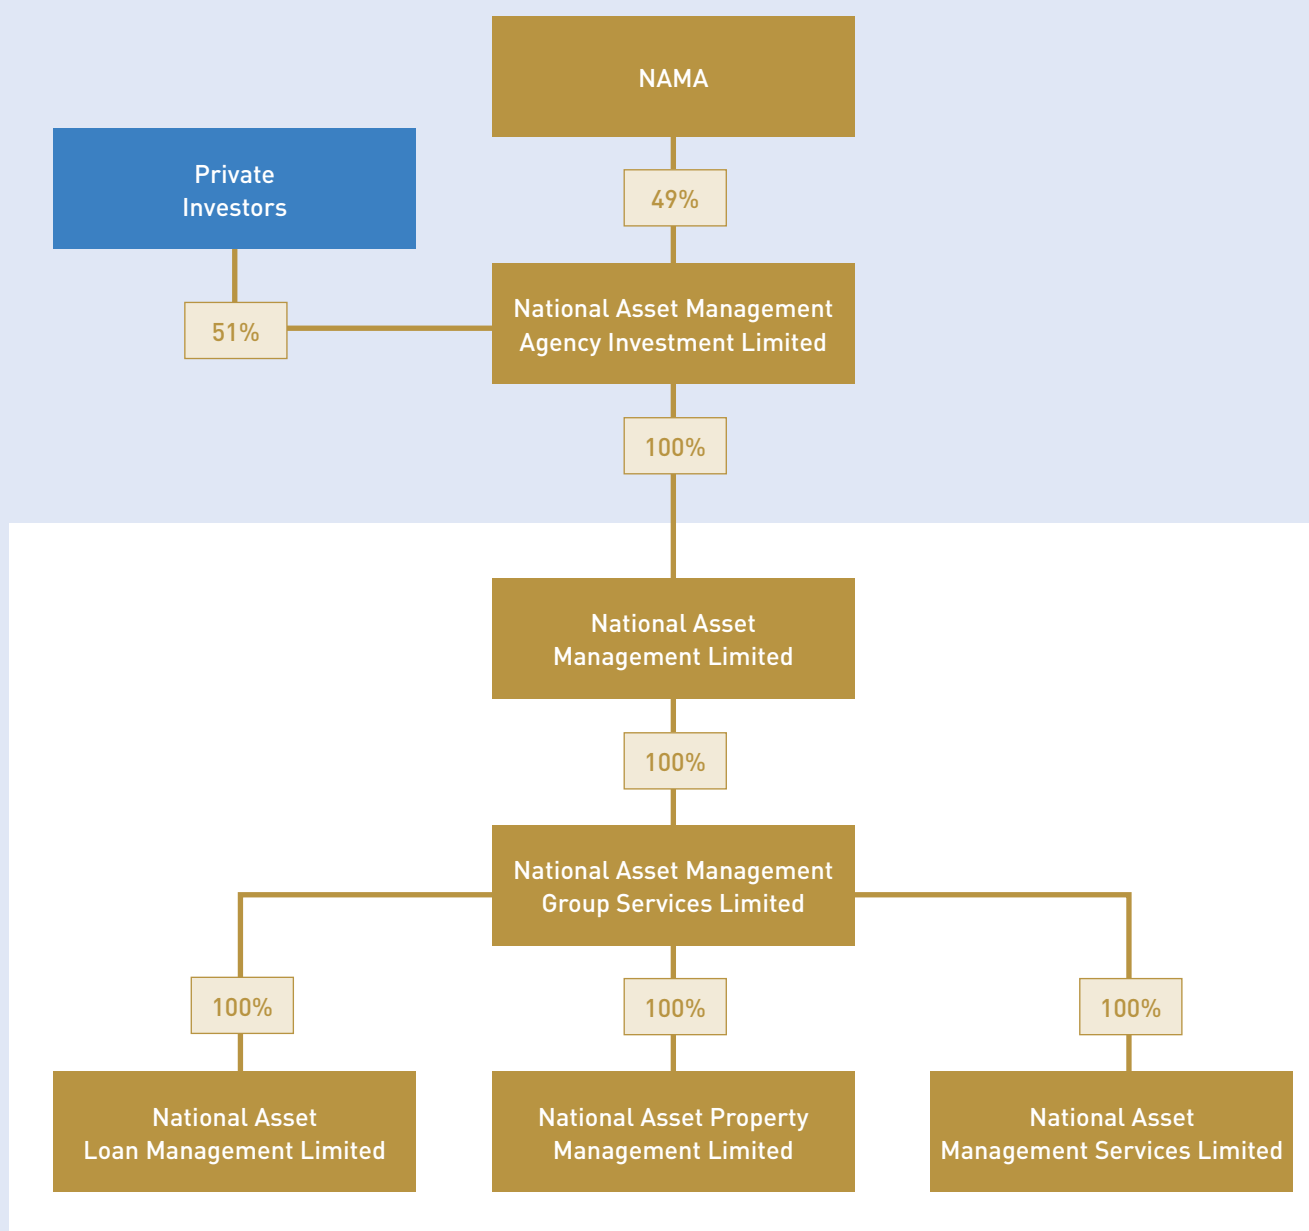 NAMA
Private
Investors
49%
National Asset Management
Agency Investment Limited
51%
100%
National Asset
Management Limited
100%
National Asset Management
Group Services Limited
100%
100%
100%
National Asset
Loan Management Limited
National Asset Property
Management Limited
National Asset
Management Services Limited